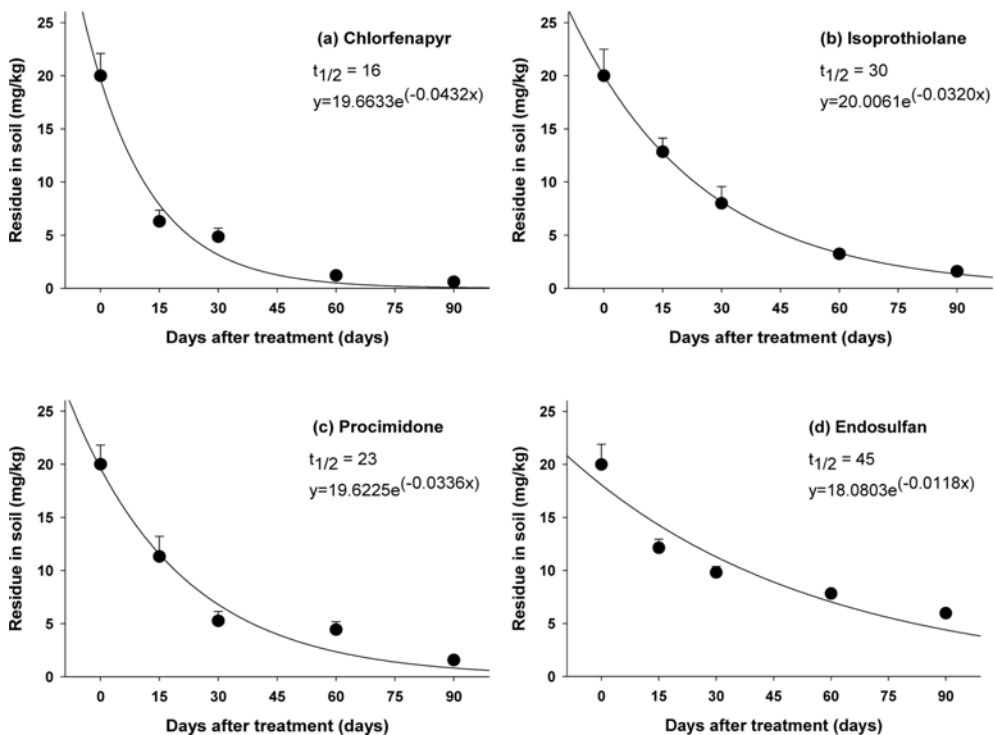 (a) Chlorfenapyr
t1/2 = 16
y=19.6633e(-0.0432x)
Residue in soil (mg/kg)
25
20
15
10
5
0
0 15 30 45 60 75 90
Days after treatment (days)
(b) Isoprothiolane
t1/2 = 30
y=20.0061e(-0.0320x)
Residue in soil (mg/kg)
25
20
15
10
5
0
0 15 30 45 60 75 90
Days after treatment (days)
(c) Procimidone
t1/2 = 23
y=19.6225e(-0.0336x)
Residue in soil (mg/kg)
25
20
15
10
5
0
0 15 30 45 60 75 90
Days after treatment (days)
(d) Endosulfan
t1/2 = 45
y=18.0803e(-0.0118x)
Residue in soil (mg/kg)
25
20
15
10
5
0
0 15 30 45 60 75 90
Days after treatment (days)